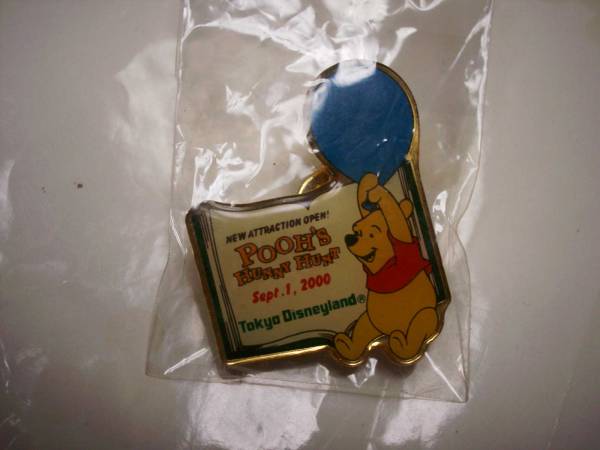 NEW ATTRACTION OPEN!
POOH'S
HUNNY HUNT
Sept. 1, 2000
Tokyo Disneyland®